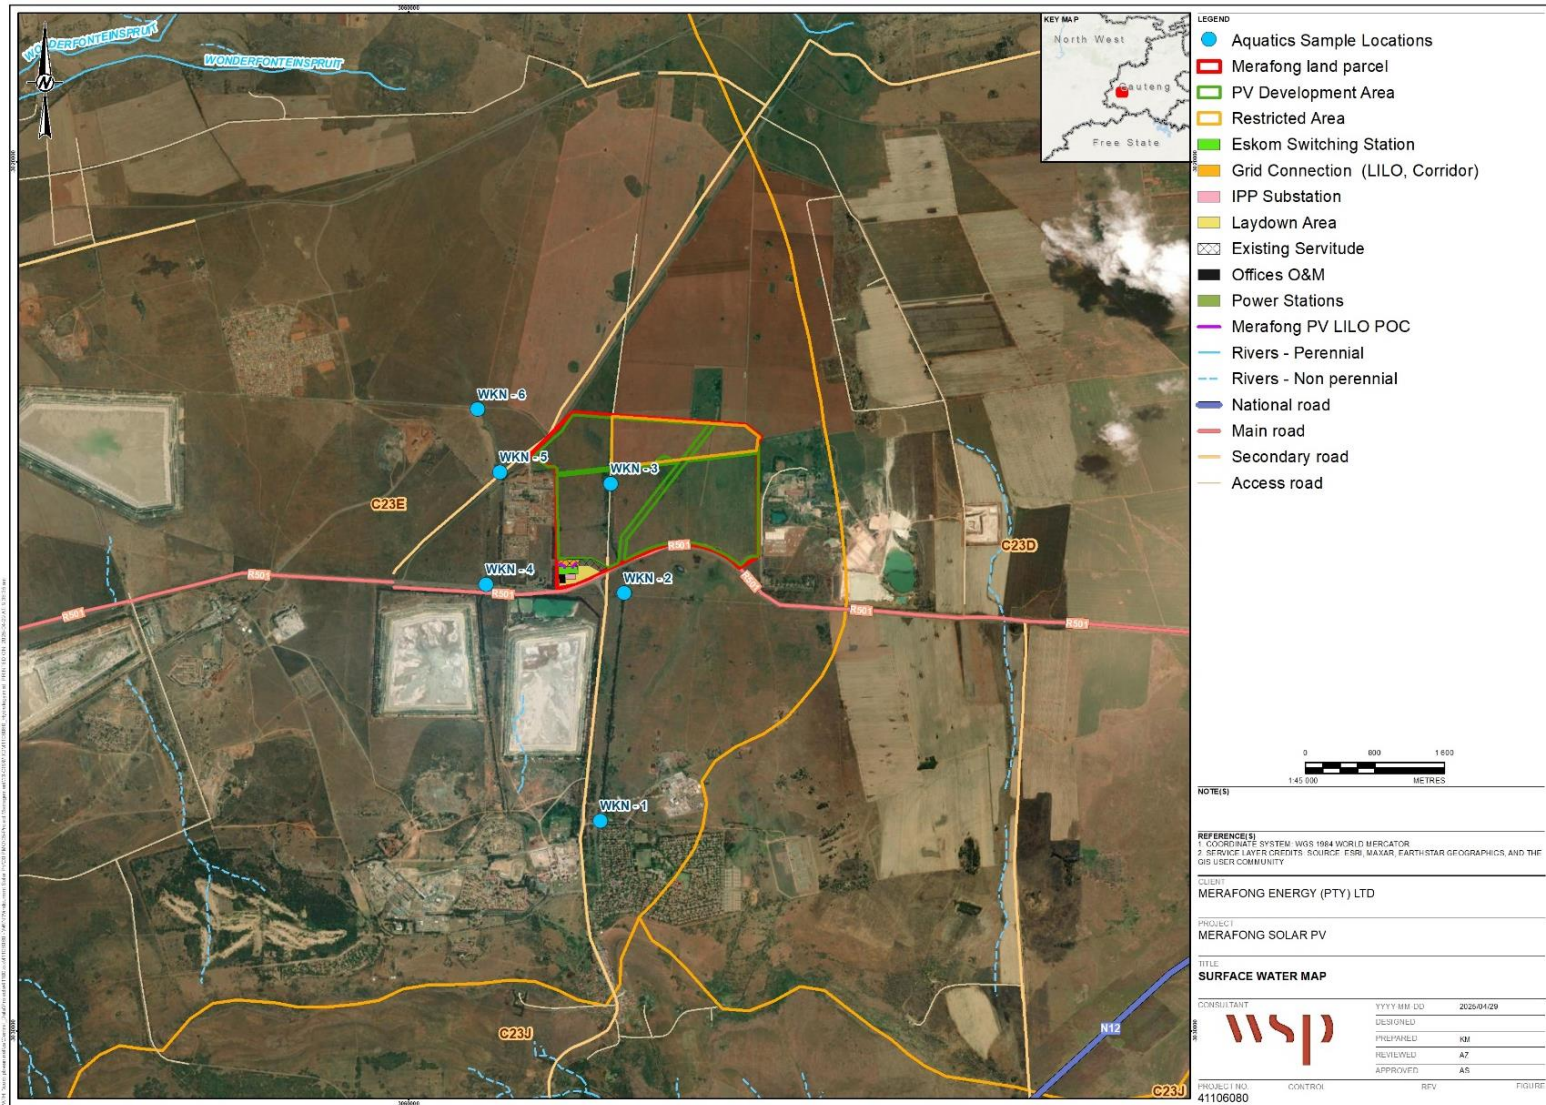 WONDERFONTEINSPRUIT
WONDERFONTEINSPRUIT
N
KEY MAP
North West
Gauteng
Free State
WKN - 6
WKN - 5
WKN - 3
C23E
C23D
WKN - 4
WKN - 2
R501
R501
R501
R501
R501
R501
R501
WKN - 1
C23J
N12
C23J
LEGEND
Aquatics Sample Locations
Merafong land parcel
PV Development Area
Restricted Area
Eskom Switching Station
Grid Connection (LILO, Corridor)
IPP Substation
Laydown Area
Existing Servitude
Offices O&M
Power Stations
Merafong PV LILO POC
Rivers - Perennial
Rivers - Non perennial
National road
Main road
Secondary road
Access road
0 800 1 600
1:45 000 METRES
NOTE(S)
REFERENCE(S)
1. COORDINATE SYSTEM: WGS 1984 WORLD MERCATOR
2. SERVICE LAYER CREDITS: SOURCE: ESRI, MAXAR, EARTHSTAR GEOGRAPHICS, AND THE
GIS USER COMMUNITY
CLIENT
MERAFONG ENERGY (PTY) LTD
PROJECT
MERAFONG SOLAR PV
TITLE
SURFACE WATER MAP
CONSULTANT
wsp
YYYY-MM-DD 2025/04/29
DESIGNED
PREPARED KM
REVIEWED AZ
APPROVED AS
PROJECT NO. CONTROL REV FIGURE
41106080